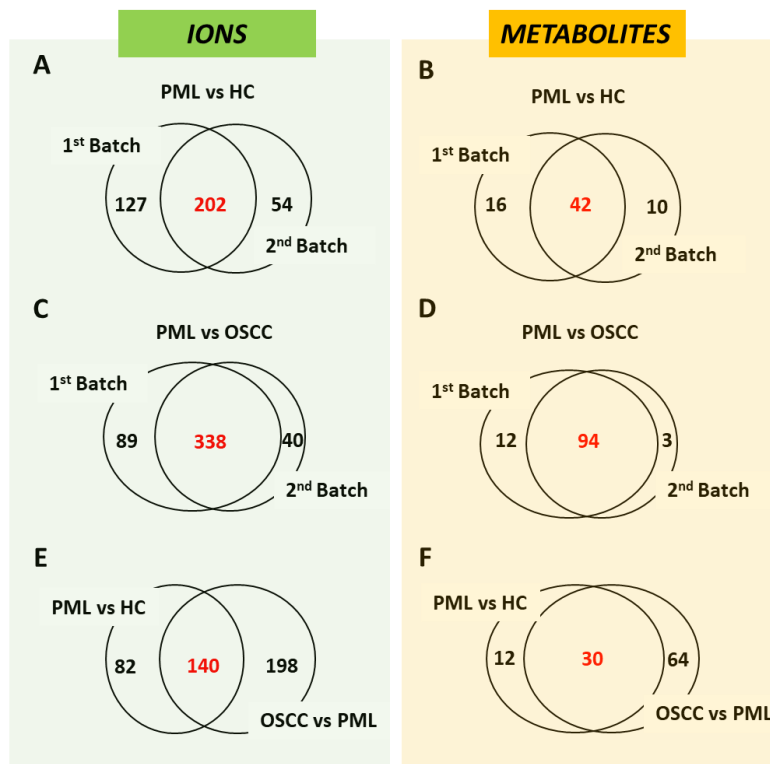 IONS
METABOLITES
A
PML vs HC
1st Batch
127
202
54
2nd Batch
B
PML vs HC
1st Batch
16
42
10
2nd Batch
C
PML vs OSCC
1st Batch
89
338
40
2nd Batch
D
PML vs OSCC
1st Batch
12
94
3
2nd Batch
E
PML vs HC
82
140
198
OSCC vs PML
F
PML vs HC
12
30
64
OSCC vs PML